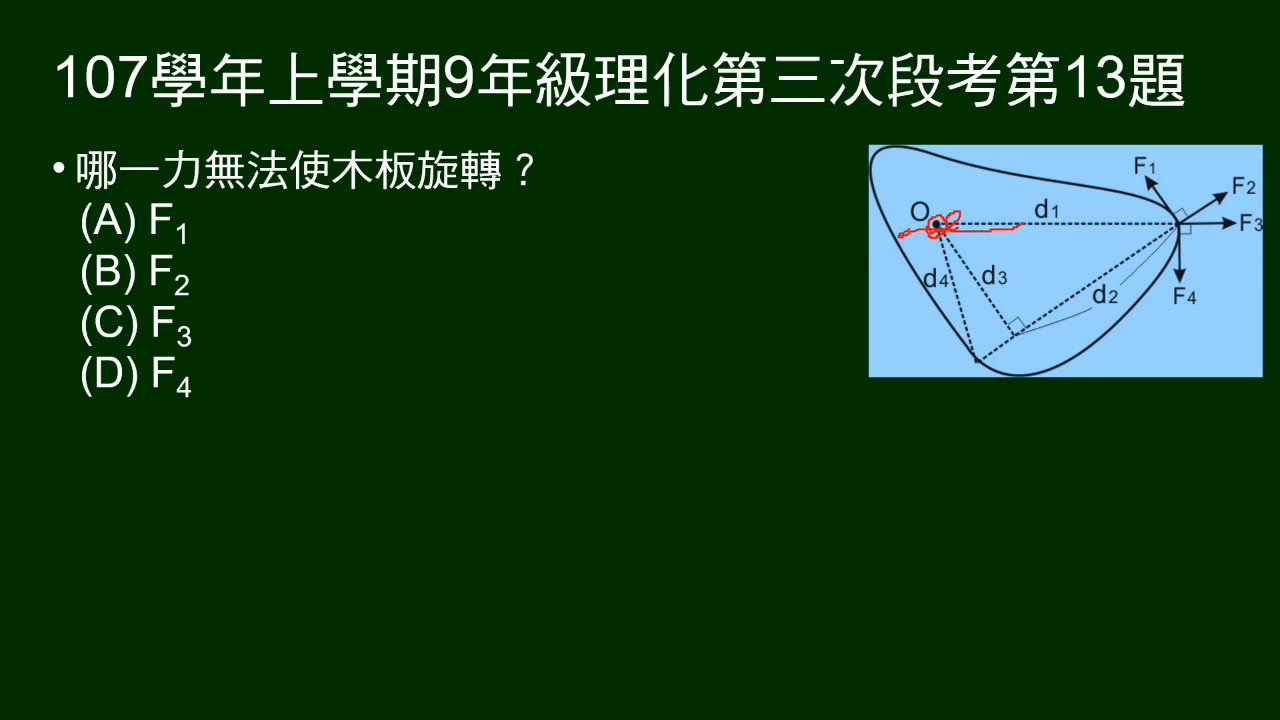 107學年上學期9年級理化第三次段考第13題
• 哪一力無法使木板旋轉？
(A) F₁
(B) F₂
(C) F₃
(D) F₄
F₁
F₂
O
d₁
F₃
d₄
d₃
d₂
F₄